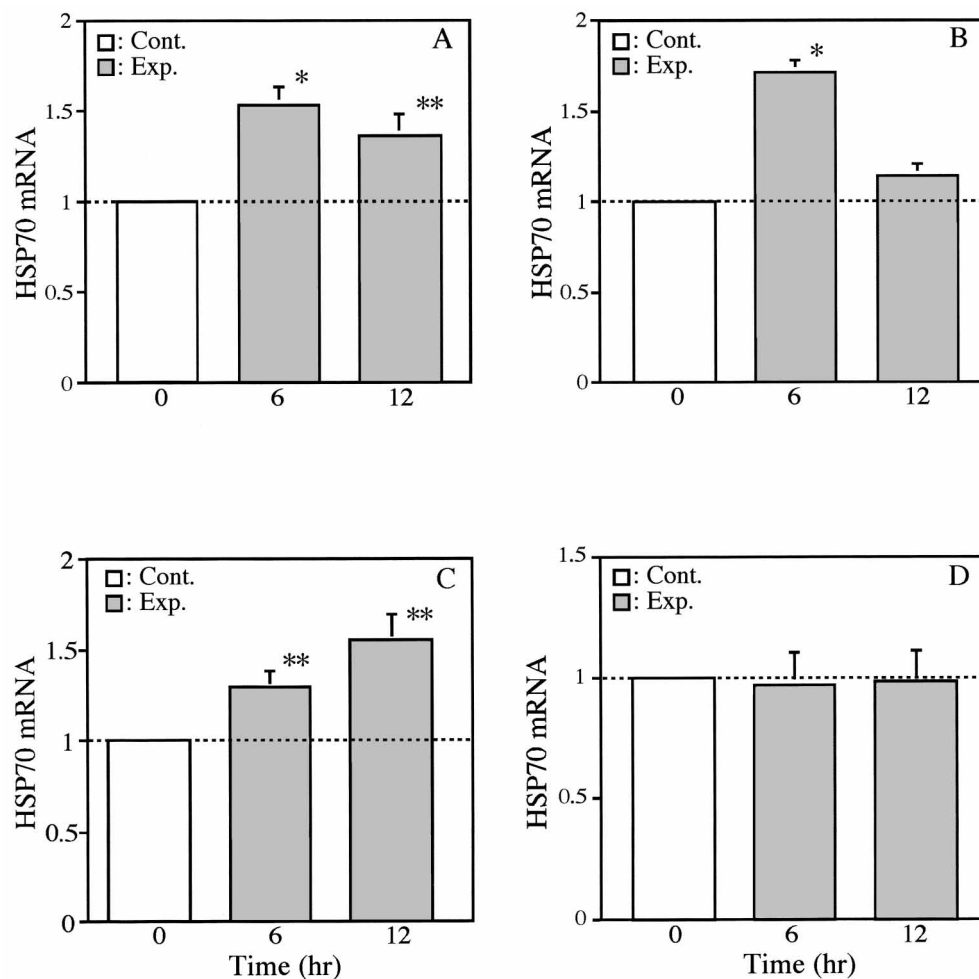 A
: Cont.
: Exp.
HSP70 mRNA
2
1.5
1
0.5
0
*
**
0 6 12
B
: Cont.
: Exp.
HSP70 mRNA
2
1.5
1
0.5
0
*
0 6 12
C
: Cont.
: Exp.
HSP70 mRNA
2
1.5
1
0.5
0
**
**
0 6 12
Time (hr)
D
: Cont.
: Exp.
HSP70 mRNA
1.5
1
0.5
0
0 6 12
Time (hr)